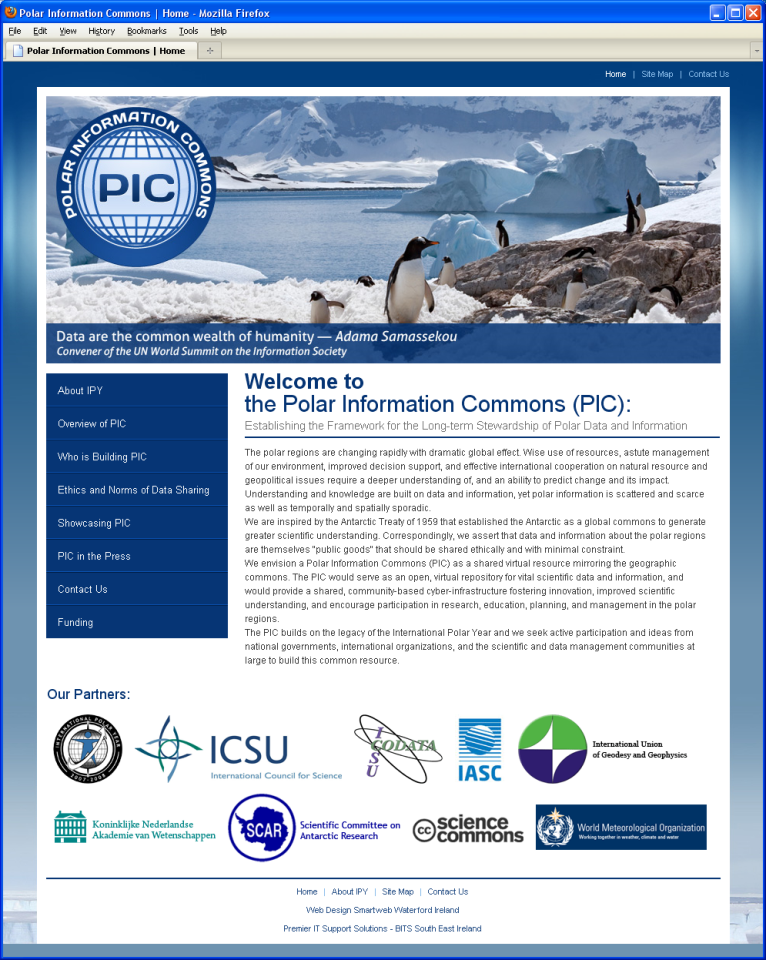 Polar Information Commons | Home - Mozilla Firefox
File Edit View History Bookmarks Tools Help
Polar Information Commons | Home
Home | Site Map | Contact Us
POLAR INFORMATION COMMONS
PIC
Data are the common wealth of humanity — Adama Samassekou
Convener of the UN World Summit on the Information Society
About IPY
Overview of PIC
Who is Building PIC
Ethics and Norms of Data Sharing
Showcasing PIC
PIC in the Press
Contact Us
Funding
Welcome to
the Polar Information Commons (PIC):
Establishing the Framework for the Long-term Stewardship of Polar Data and Information
The polar regions are changing rapidly with dramatic global effect. Wise use of resources, astute management
of our environment, improved decision support, and effective international cooperation on natural resource and
geopolitical issues require a deeper understanding of, and an ability to predict change and its impact.
Understanding and knowledge are built on data and information, yet polar information is scattered and scarce
as well as temporally and spatially sporadic.
We are inspired by the Antarctic Treaty of 1959 that established the Antarctic as a global commons to generate
greater scientific understanding. Correspondingly, we assert that data and information about the polar regions
are themselves "public goods" that should be shared ethically and with minimal constraint.
We envision a Polar Information Commons (PIC) as a shared virtual resource mirroring the geographic
commons. The PIC would serve as an open, virtual repository for vital scientific data and information, and
would provide a shared, community-based cyber-infrastructure fostering innovation, improved scientific
understanding, and encourage participation in research, education, planning, and management in the polar
regions.
The PIC builds on the legacy of the International Polar Year and we seek active participation and ideas from
national governments, international organizations, and the scientific and data management communities at
large to build this common resource.
Our Partners:
INTERNATIONAL POLAR YEAR
2007-2008
ICSU
International Council for Science
ICSU
CODATA
IASC
International Union
of Geodesy and Geophysics
Koninklijke Nederlandse
Akademie van Wetenschappen
SCAR
Scientific Committee on
Antarctic Research
cc science
commons
World Meteorological Organization
Working together in weather, climate and water
Home | About IPY | Site Map | Contact Us
Web Design Smartweb Waterford Ireland
Premier IT Support Solutions - BITS South East Ireland